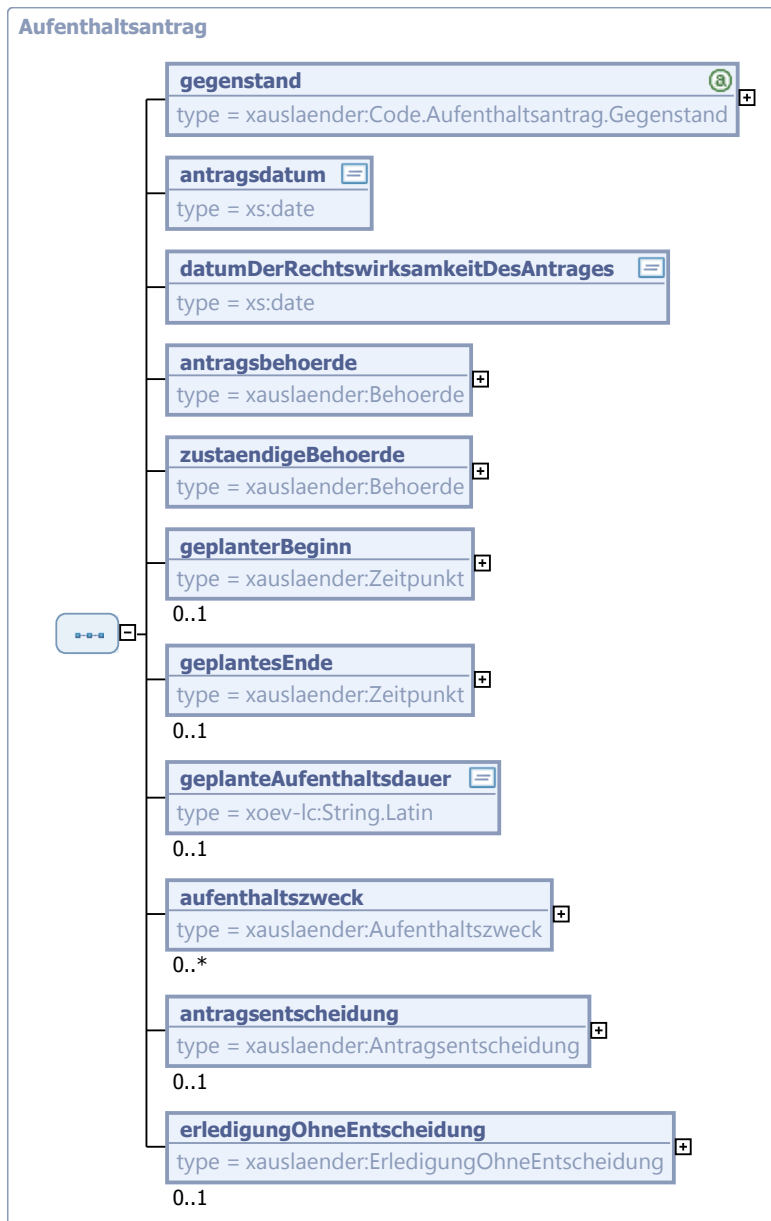 Aufenthaltsantrag
gegenstand
type = xauslaender:Code.Aufenthaltsantrag.Gegenstand
antragsdatum
type = xs:date
datumDerRechtswirksamkeitDesAntrages
type = xs:date
antragsbehoerde
type = xauslaender:Behoerde
zustaendigeBehoerde
type = xauslaender:Behoerde
geplanterBeginn
type = xauslaender:Zeitpunkt
0..1
geplantesEnde
type = xauslaender:Zeitpunkt
0..1
geplanteAufenthaltsdauer
type = xoev-lc:String.Latin
0..1
aufenthaltszweck
type = xauslaender:Aufenthaltszweck
0..*
antragsentscheidung
type = xauslaender:Antragsentscheidung
0..1
erledigungOhneEntscheidung
type = xauslaender:ErledigungOhneEntscheidung
0..1